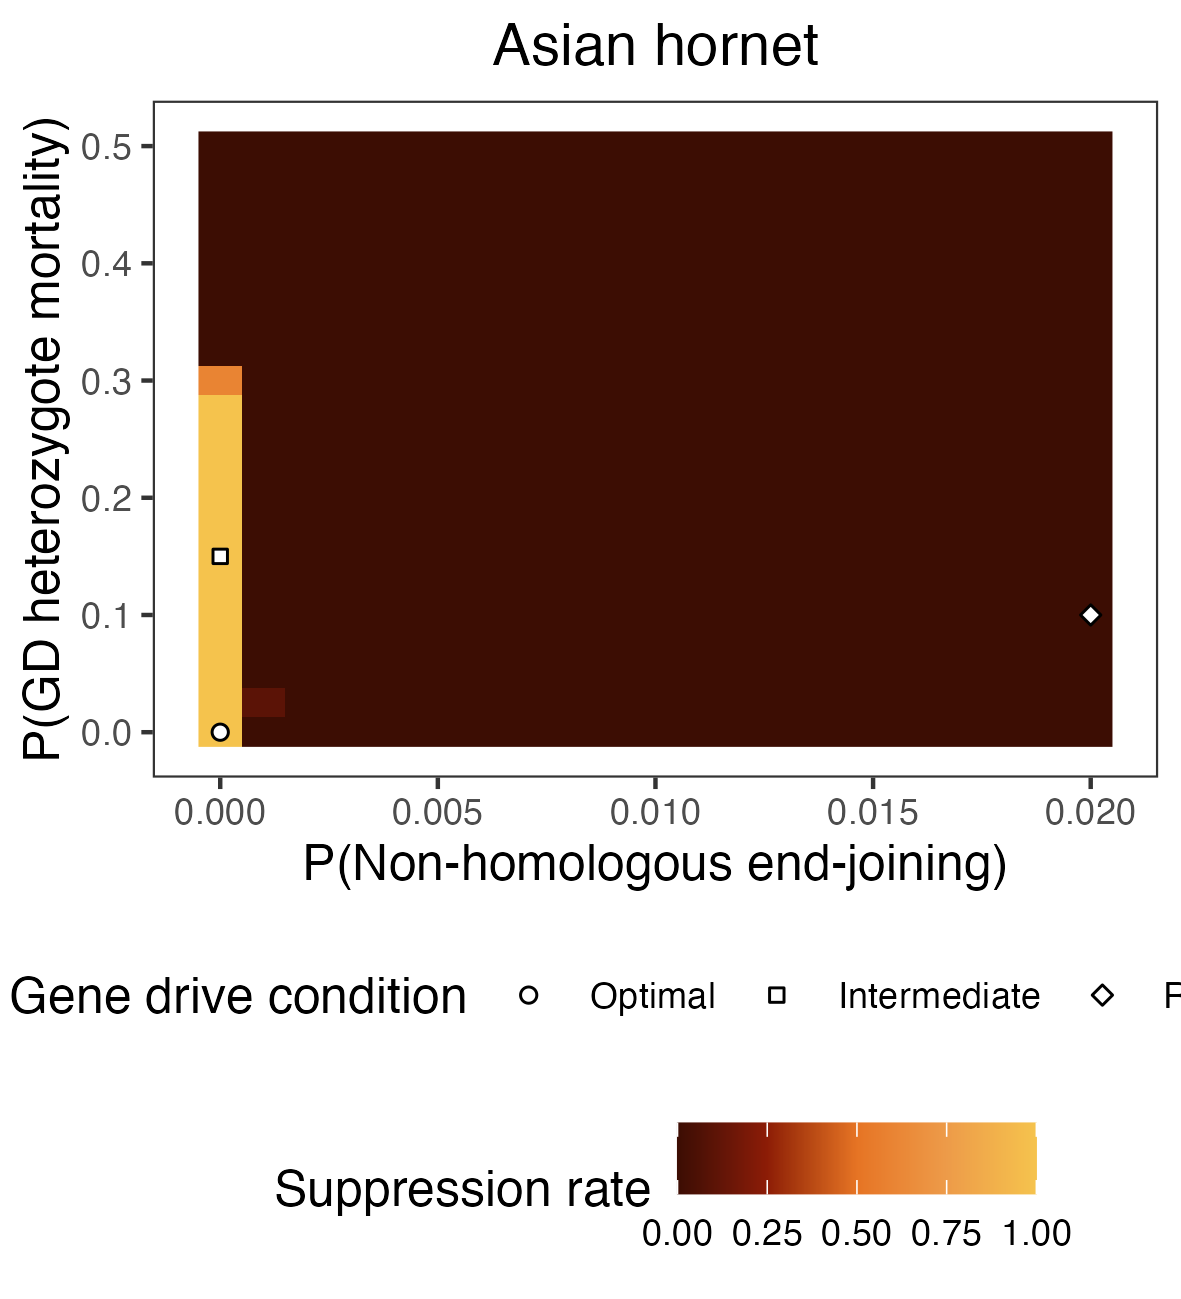 Asian hornet
P(GD heterozygote mortality)
0.5
0.4
0.3
0.2
0.1
0.0
0.000 0.005 0.010 0.015 0.020
P(Non-homologous end-joining)
Gene drive condition Optimal Intermediate
Suppression rate
0.00 0.25 0.50 0.75 1.00